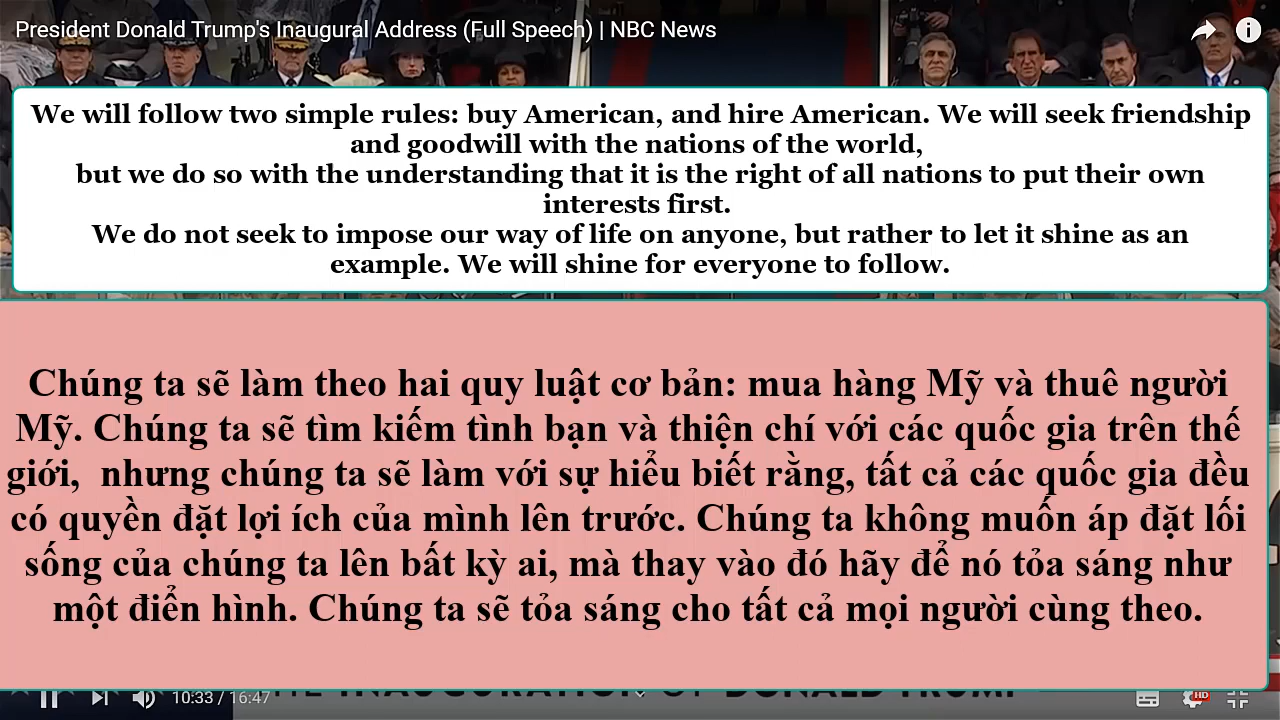 President Donald Trump's Inaugural Address (Full Speech) | NBC News
We will follow two simple rules: buy American, and hire American. We will seek friendship
and goodwill with the nations of the world,
but we do so with the understanding that it is the right of all nations to put their own
interests first.
We do not seek to impose our way of life on anyone, but rather to let it shine as an
example. We will shine for everyone to follow.
Chúng ta sẽ làm theo hai quy luật cơ bản: mua hàng Mỹ và thuê người
Mỹ. Chúng ta sẽ tìm kiếm tình bạn và thiện chí với các quốc gia trên thế
giới, nhưng chúng ta sẽ làm với sự hiểu biết rằng, tất cả các quốc gia đều
có quyền đặt lợi ích của mình lên trước. Chúng ta không muốn áp đặt lối
sống của chúng ta lên bất kỳ ai, mà thay vào đó hãy để nó tỏa sáng như
một điển hình. Chúng ta sẽ tỏa sáng cho tất cả mọi người cùng theo.
10:33 / 16:47
HD